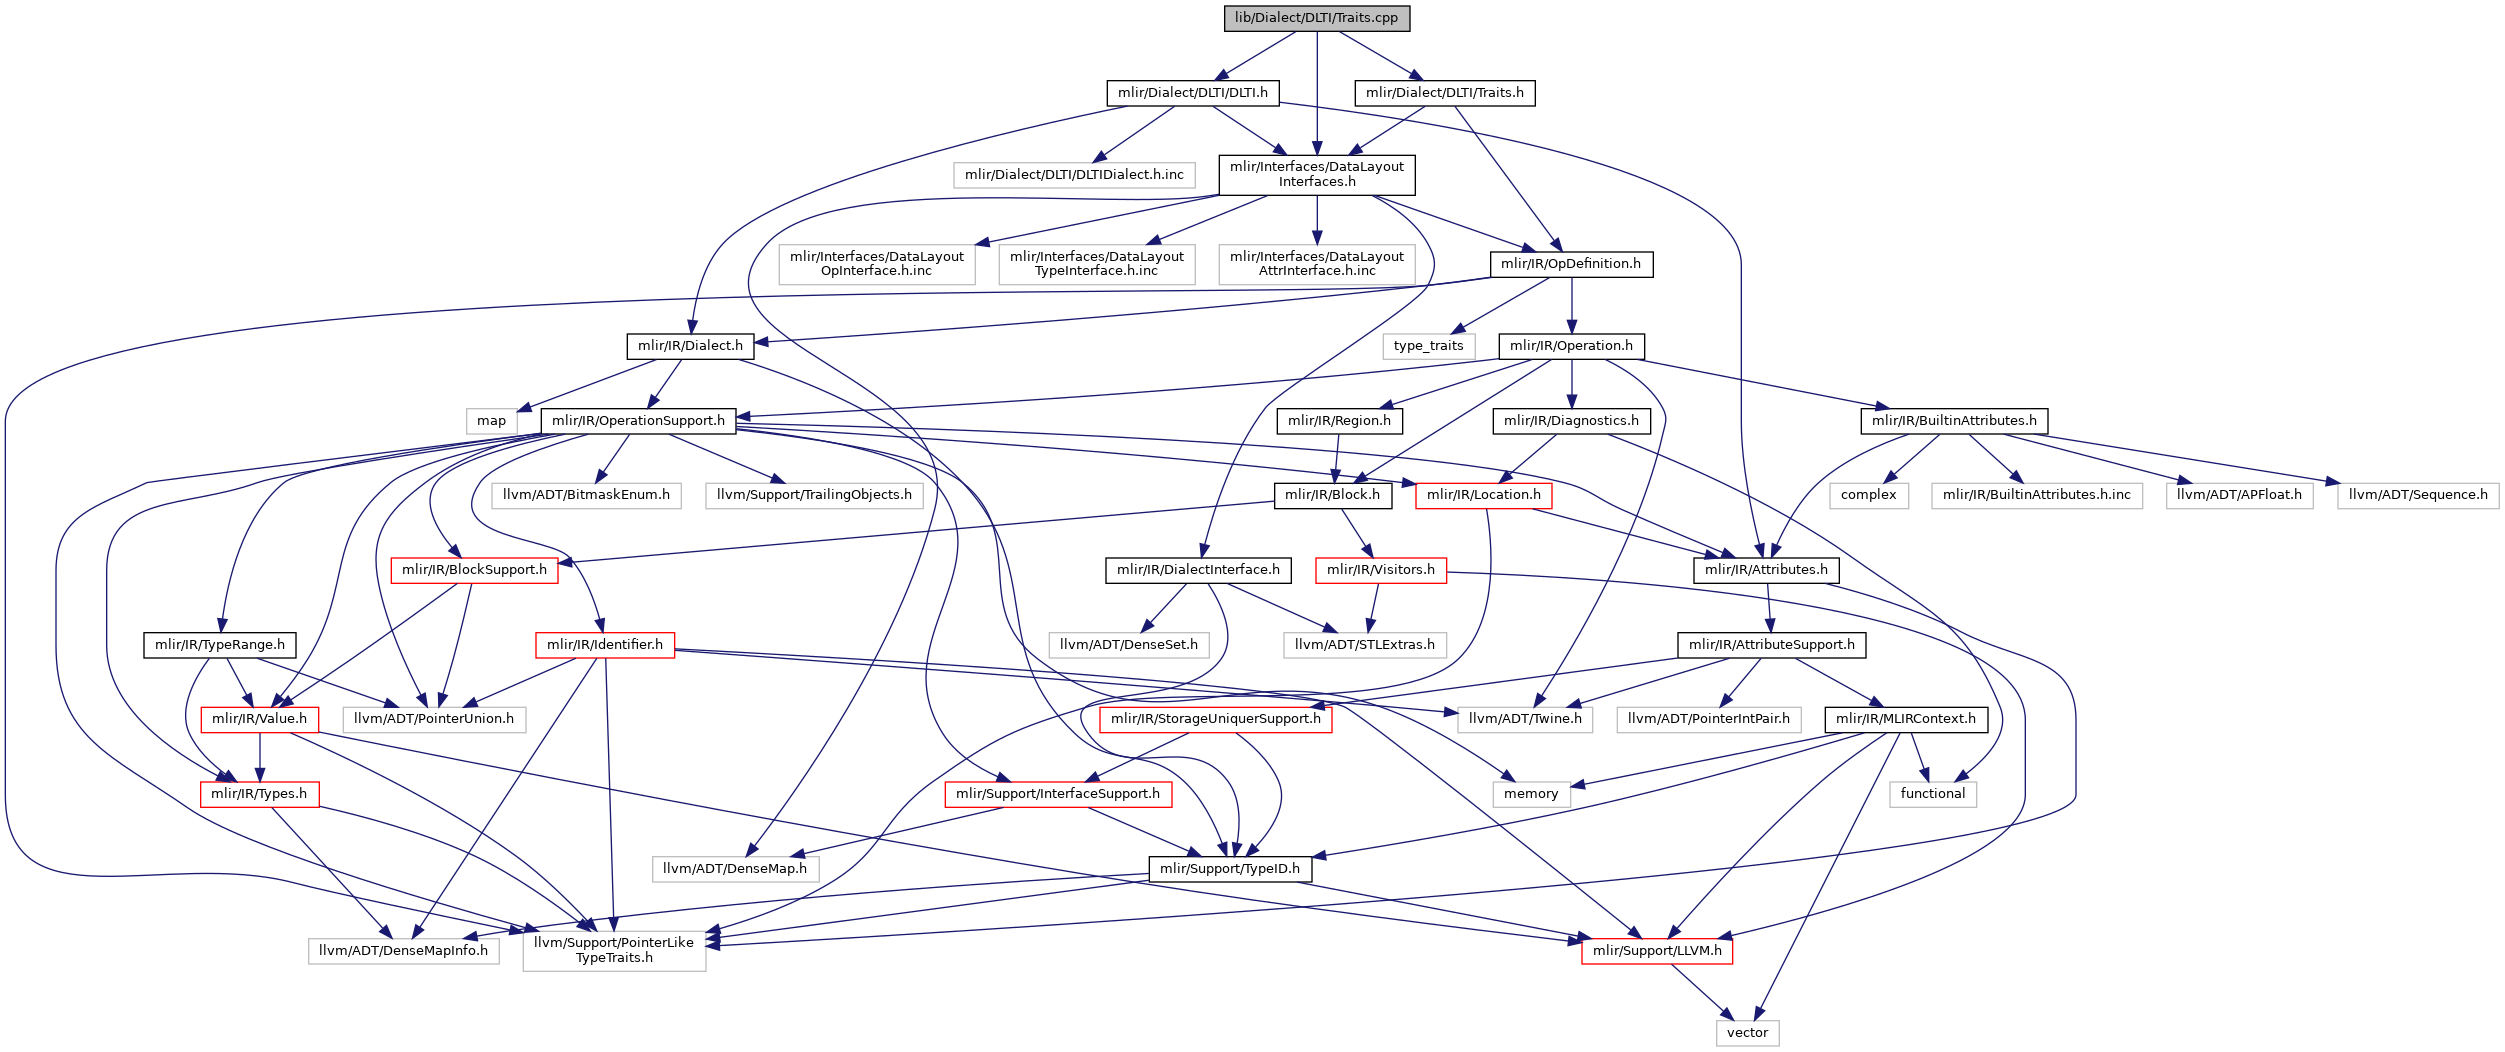 lib/Dialect/DLTI/Traits.cpp
mlir/Dialect/DLTI/DLTI.h
mlir/Dialect/DLTI/Traits.h
mlir/Dialect/DLTI/DLTIDialect.h.inc
mlir/Interfaces/DataLayout
Interfaces.h
mlir/Interfaces/DataLayout
OpInterface.h.inc
mlir/Interfaces/DataLayout
TypeInterface.h.inc
mlir/Interfaces/DataLayout
AttrInterface.h.inc
mlir/IR/OpDefinition.h
mlir/IR/Dialect.h
type_traits
mlir/IR/Operation.h
map
mlir/IR/OperationSupport.h
mlir/IR/Region.h
mlir/IR/Diagnostics.h
mlir/IR/BuiltinAttributes.h
llvm/ADT/BitmaskEnum.h
llvm/Support/TrailingObjects.h
mlir/IR/Block.h
mlir/IR/Location.h
complex
mlir/IR/BuiltinAttributes.h.inc
llvm/ADT/APFloat.h
llvm/ADT/Sequence.h
mlir/IR/BlockSupport.h
mlir/IR/DialectInterface.h
mlir/IR/Visitors.h
mlir/IR/Attributes.h
mlir/IR/TypeRange.h
mlir/IR/Identifier.h
llvm/ADT/DenseSet.h
llvm/ADT/STLExtras.h
mlir/IR/AttributeSupport.h
mlir/IR/Value.h
llvm/ADT/PointerUnion.h
mlir/IR/StorageUniquerSupport.h
llvm/ADT/Twine.h
llvm/ADT/PointerIntPair.h
mlir/IR/MLIRContext.h
mlir/IR/Types.h
mlir/Support/InterfaceSupport.h
memory
functional
llvm/ADT/DenseMap.h
mlir/Support/TypeID.h
llvm/ADT/DenseMapInfo.h
llvm/Support/PointerLike
TypeTraits.h
mlir/Support/LLVM.h
vector